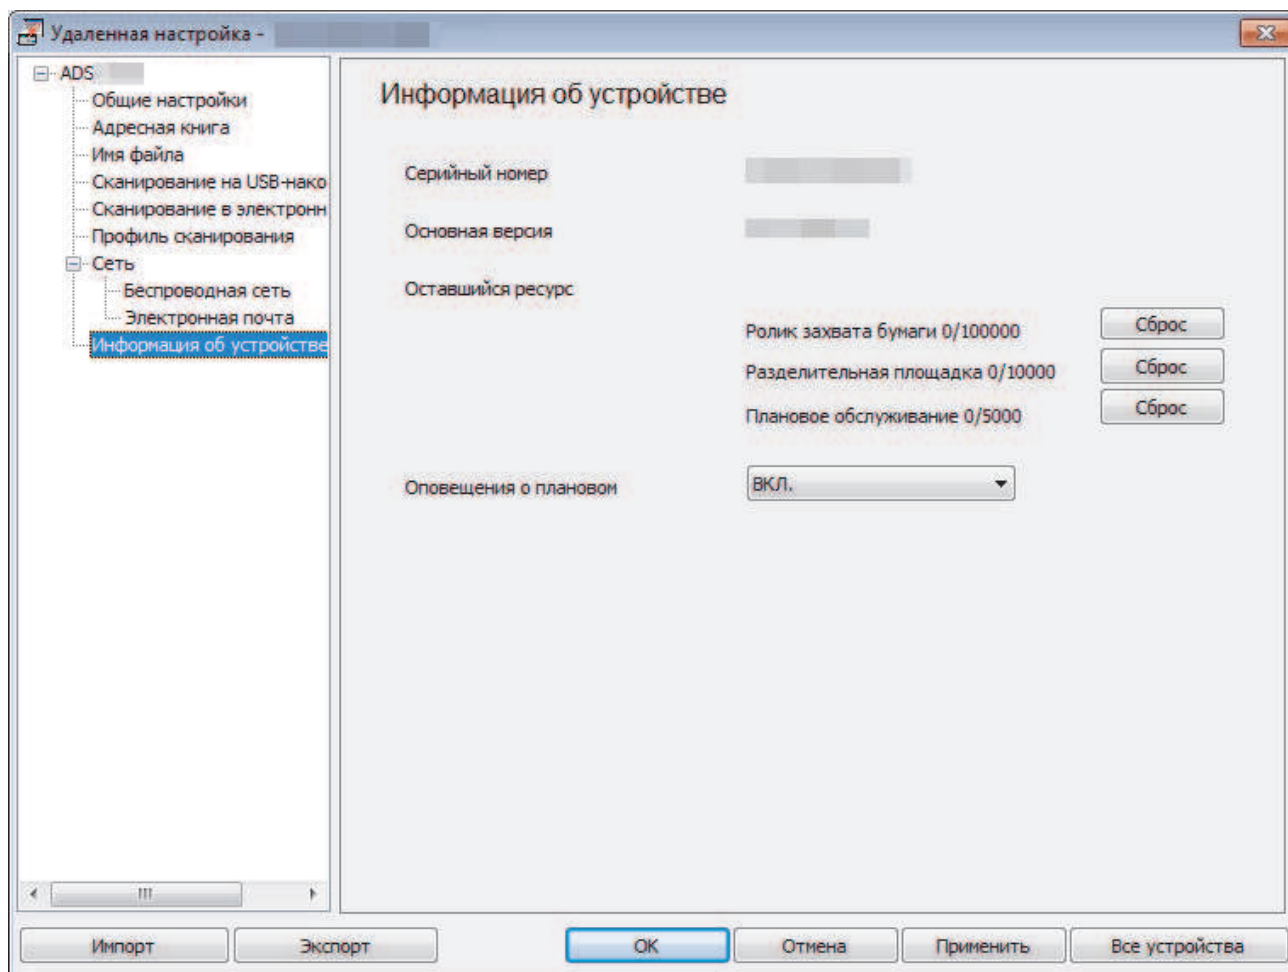 Удаленная настройка -
ADS
Общие настройки
Адресная книга
Имя файла
Сканирование на USB-нако
Сканирование в электронн
Профиль сканирования
Сеть
Беспроводная сеть
Электронная почта
Информация об устройстве
Информация об устройстве
Серийный номер
Основная версия
Оставшийся ресурс
Ролик захвата бумаги 0/100000 Сброс
Разделительная площадка 0/10000 Сброс
Плановое обслуживание 0/5000 Сброс
Оповещения о плановом ВКЛ.
Импорт Экспорт OK Отмена Применить Все устройства